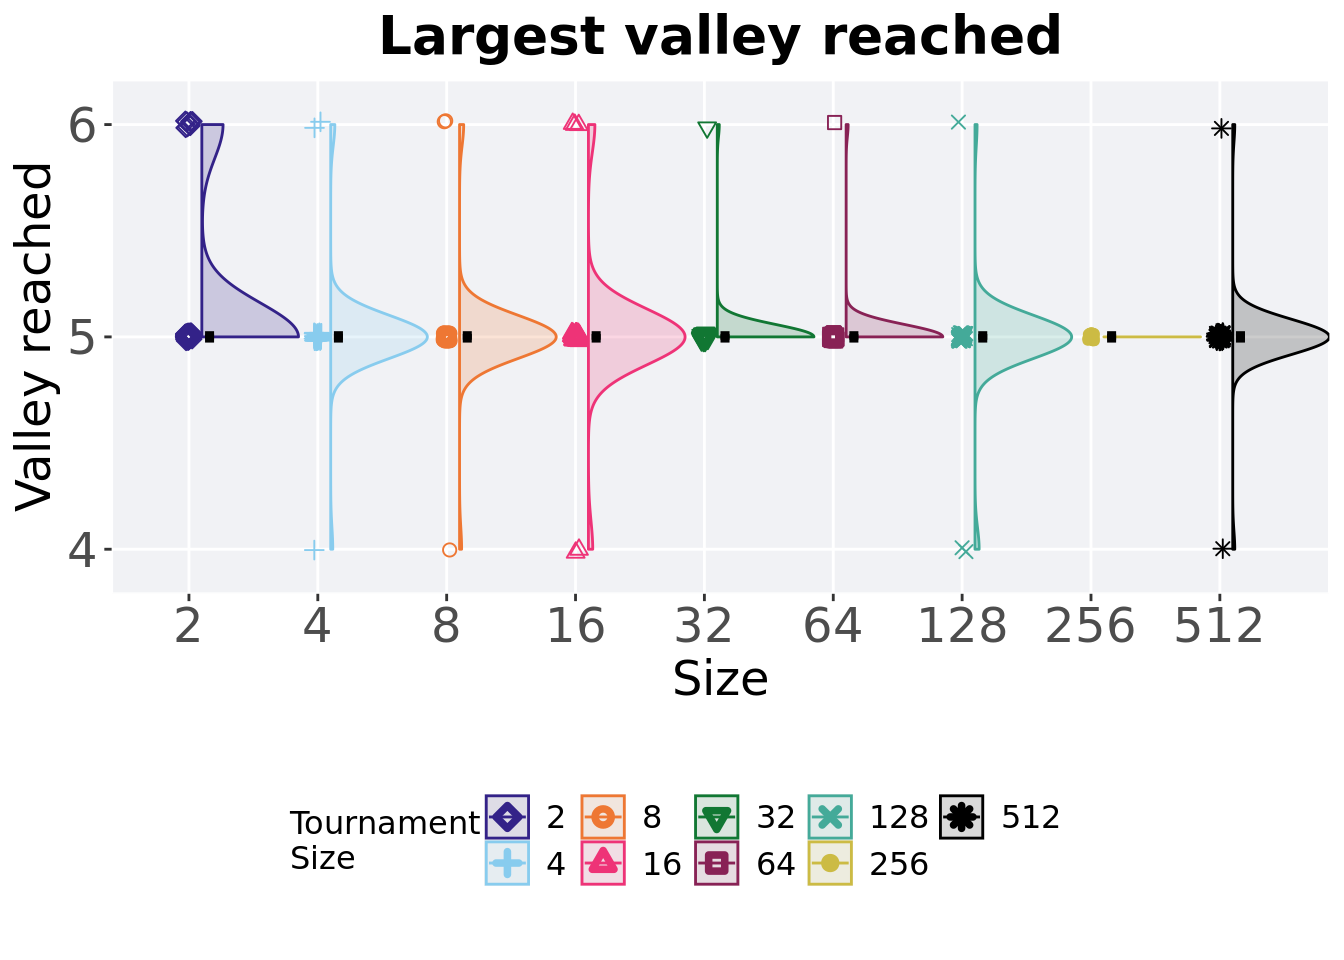 Largest valley reached
Valley reached
6
5
4
2 4 8 16 32 64 128 256 512
Size
Tournament
Size
2 8 32 128 512
4 16 64 256